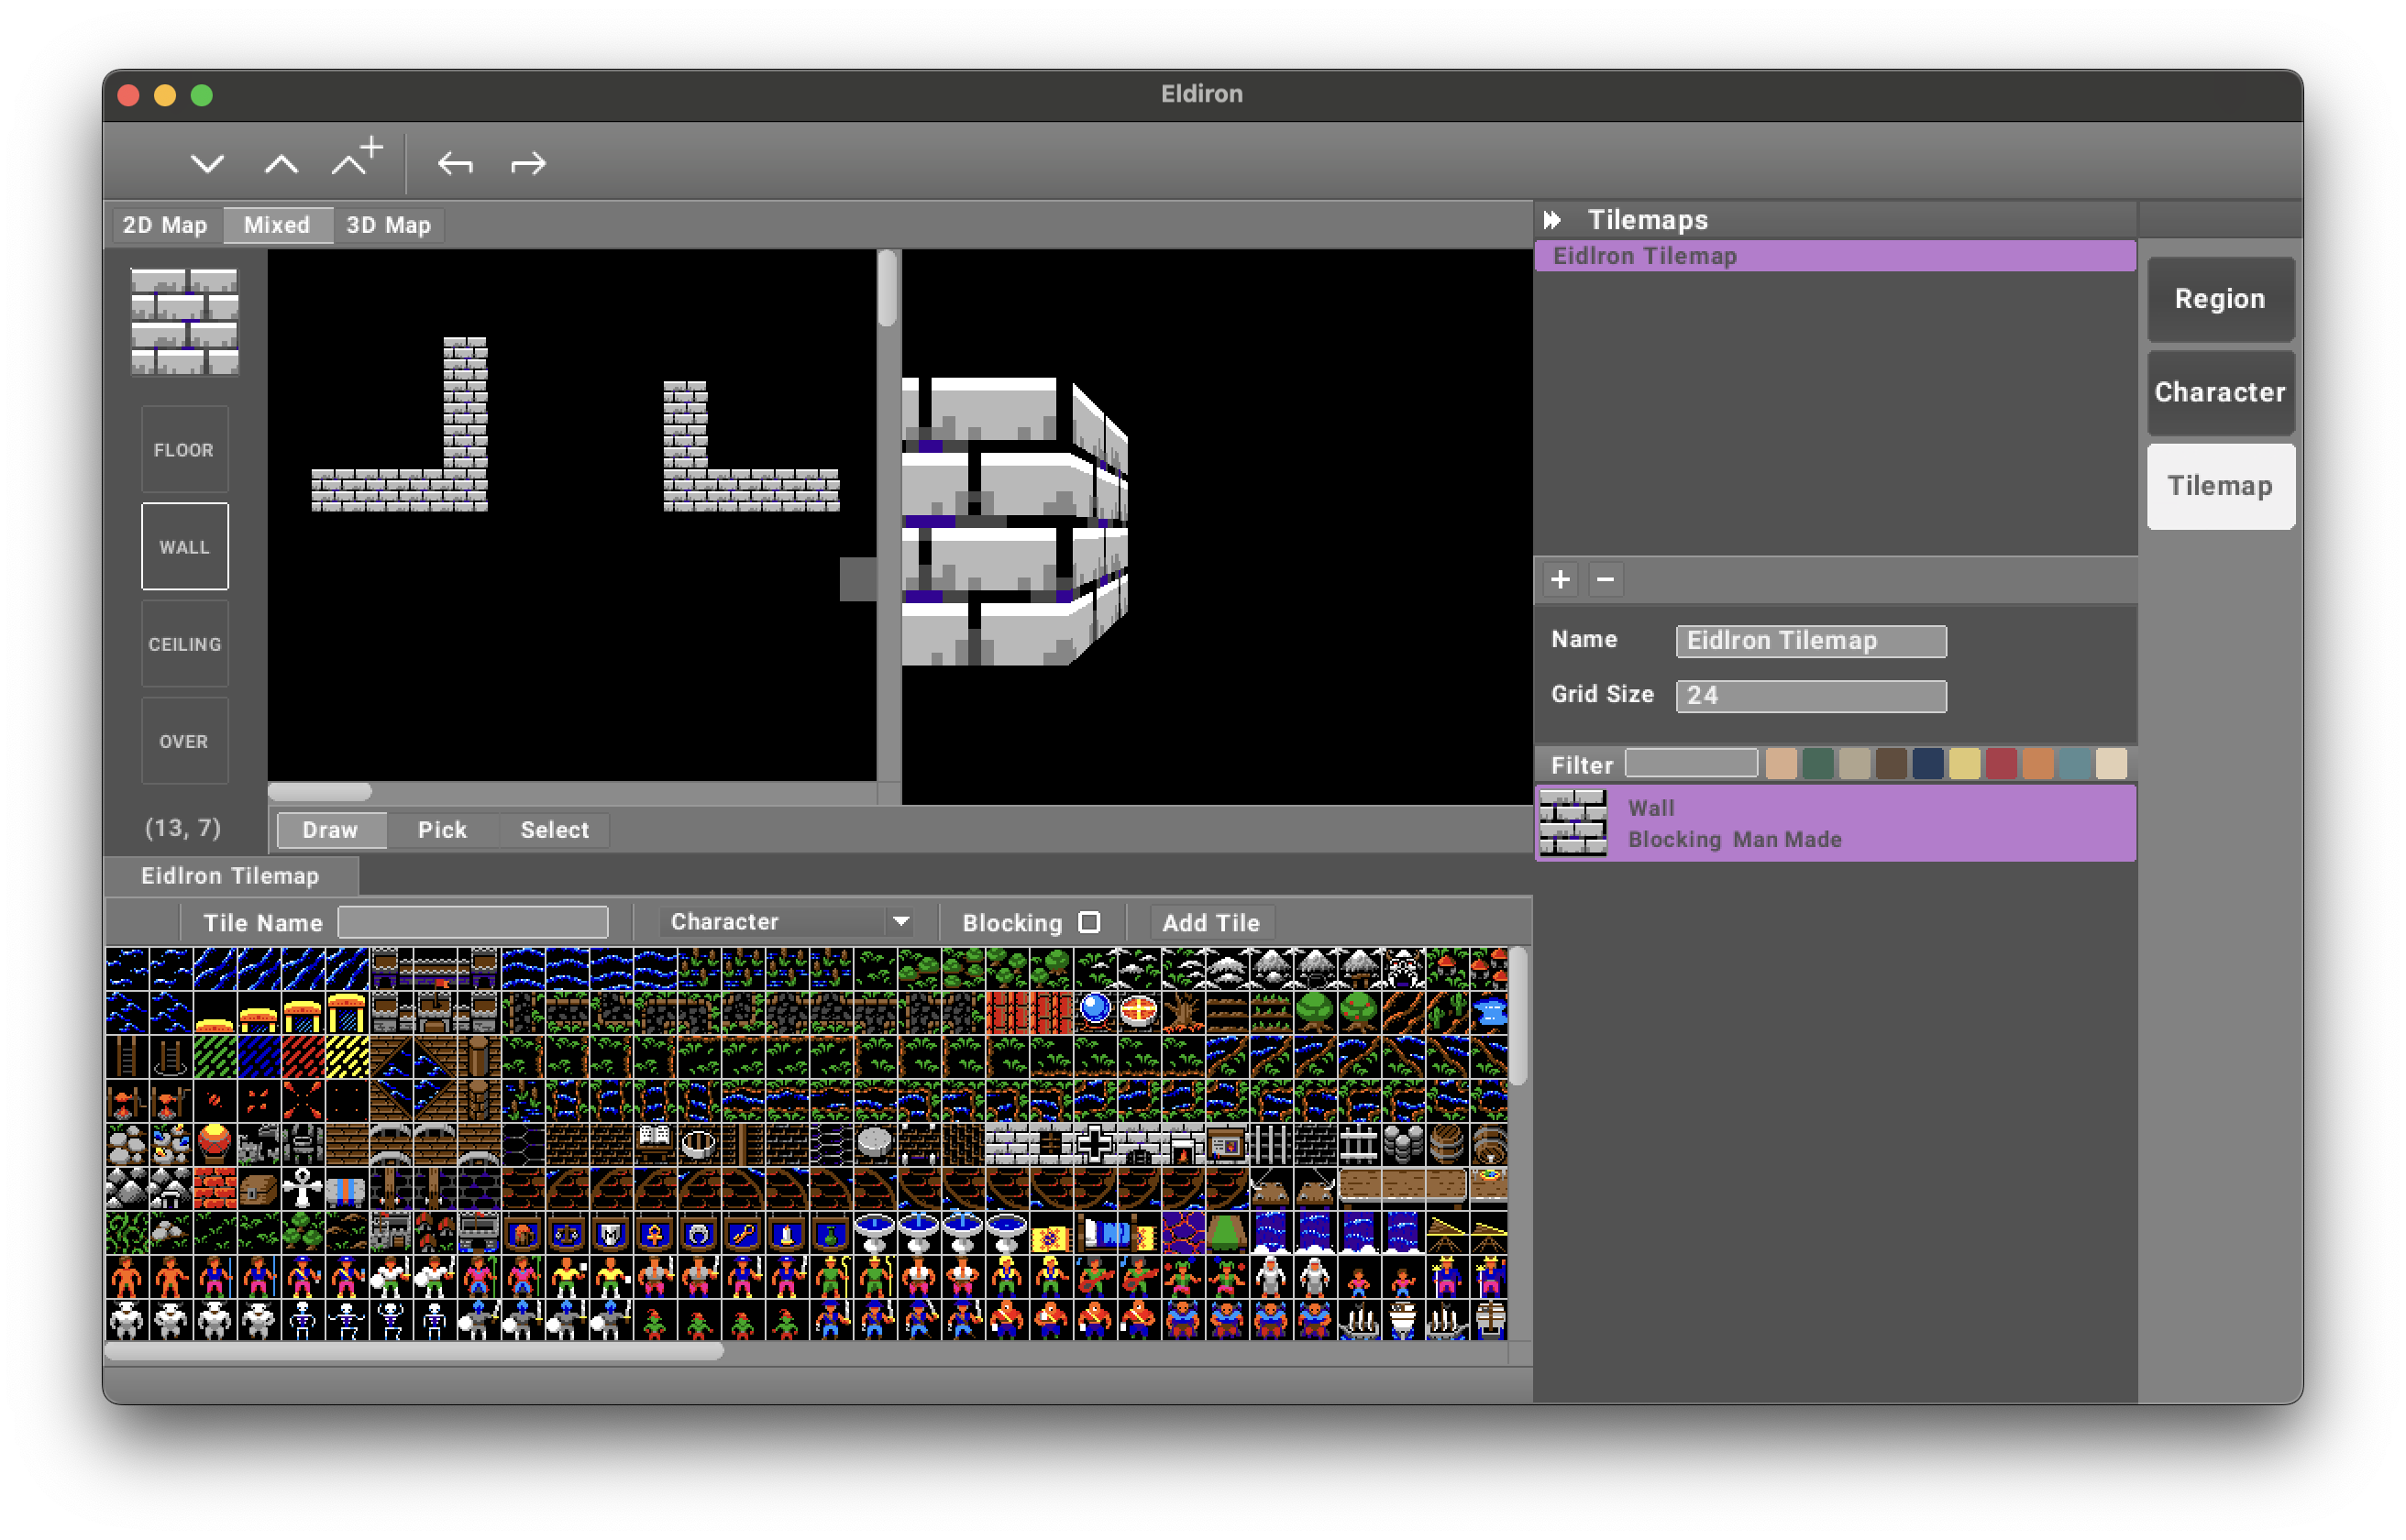 Eldiron
2D Map Mixed 3D Map
Tilemaps
Eidlron Tilemap
Region
Character
Tilemap
FLOOR
WALL
CEILING
OVER
(13, 7)
Draw Pick Select
Name Eidlron Tilemap
Grid Size 24
Filter
Wall
Blocking Man Made
Eidlron Tilemap
Tile Name Character Blocking Add Tile